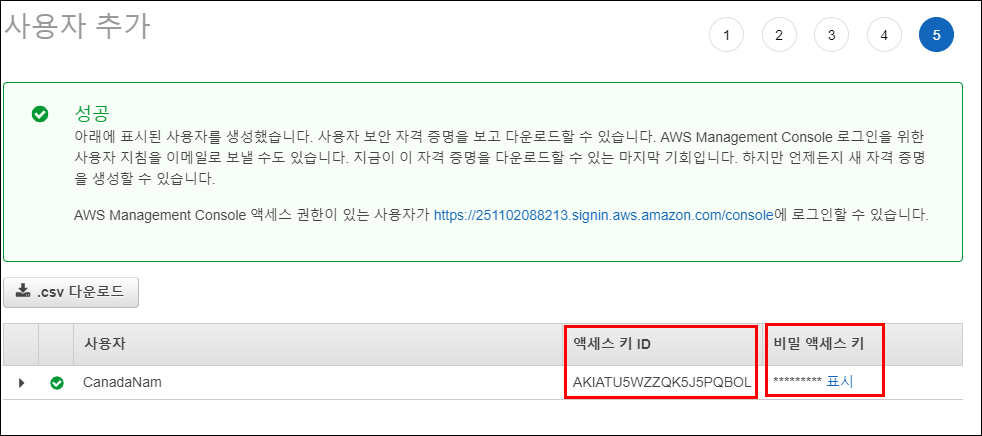 사용자 추가
1 2 3 4 5
성공
아래에 표시된 사용자를 생성했습니다. 사용자 보안 자격 증명을 보고 다운로드할 수 있습니다. AWS Management Console 로그인을 위한
사용자 지침을 이메일로 보낼 수도 있습니다. 지금이 이 자격 증명을 다운로드할 수 있는 마지막 기회입니다. 하지만 언제든지 새 자격 증명
을 생성할 수 있습니다.
AWS Management Console 액세스 권한이 있는 사용자가 https://251102088213.signin.aws.amazon.com/console에 로그인할 수 있습니다.
.csv 다운로드
사용자 액세스 키 ID 비밀 액세스 키
CanadaNam AKIATU5WZZQK5J5PQBOL ********* 표시